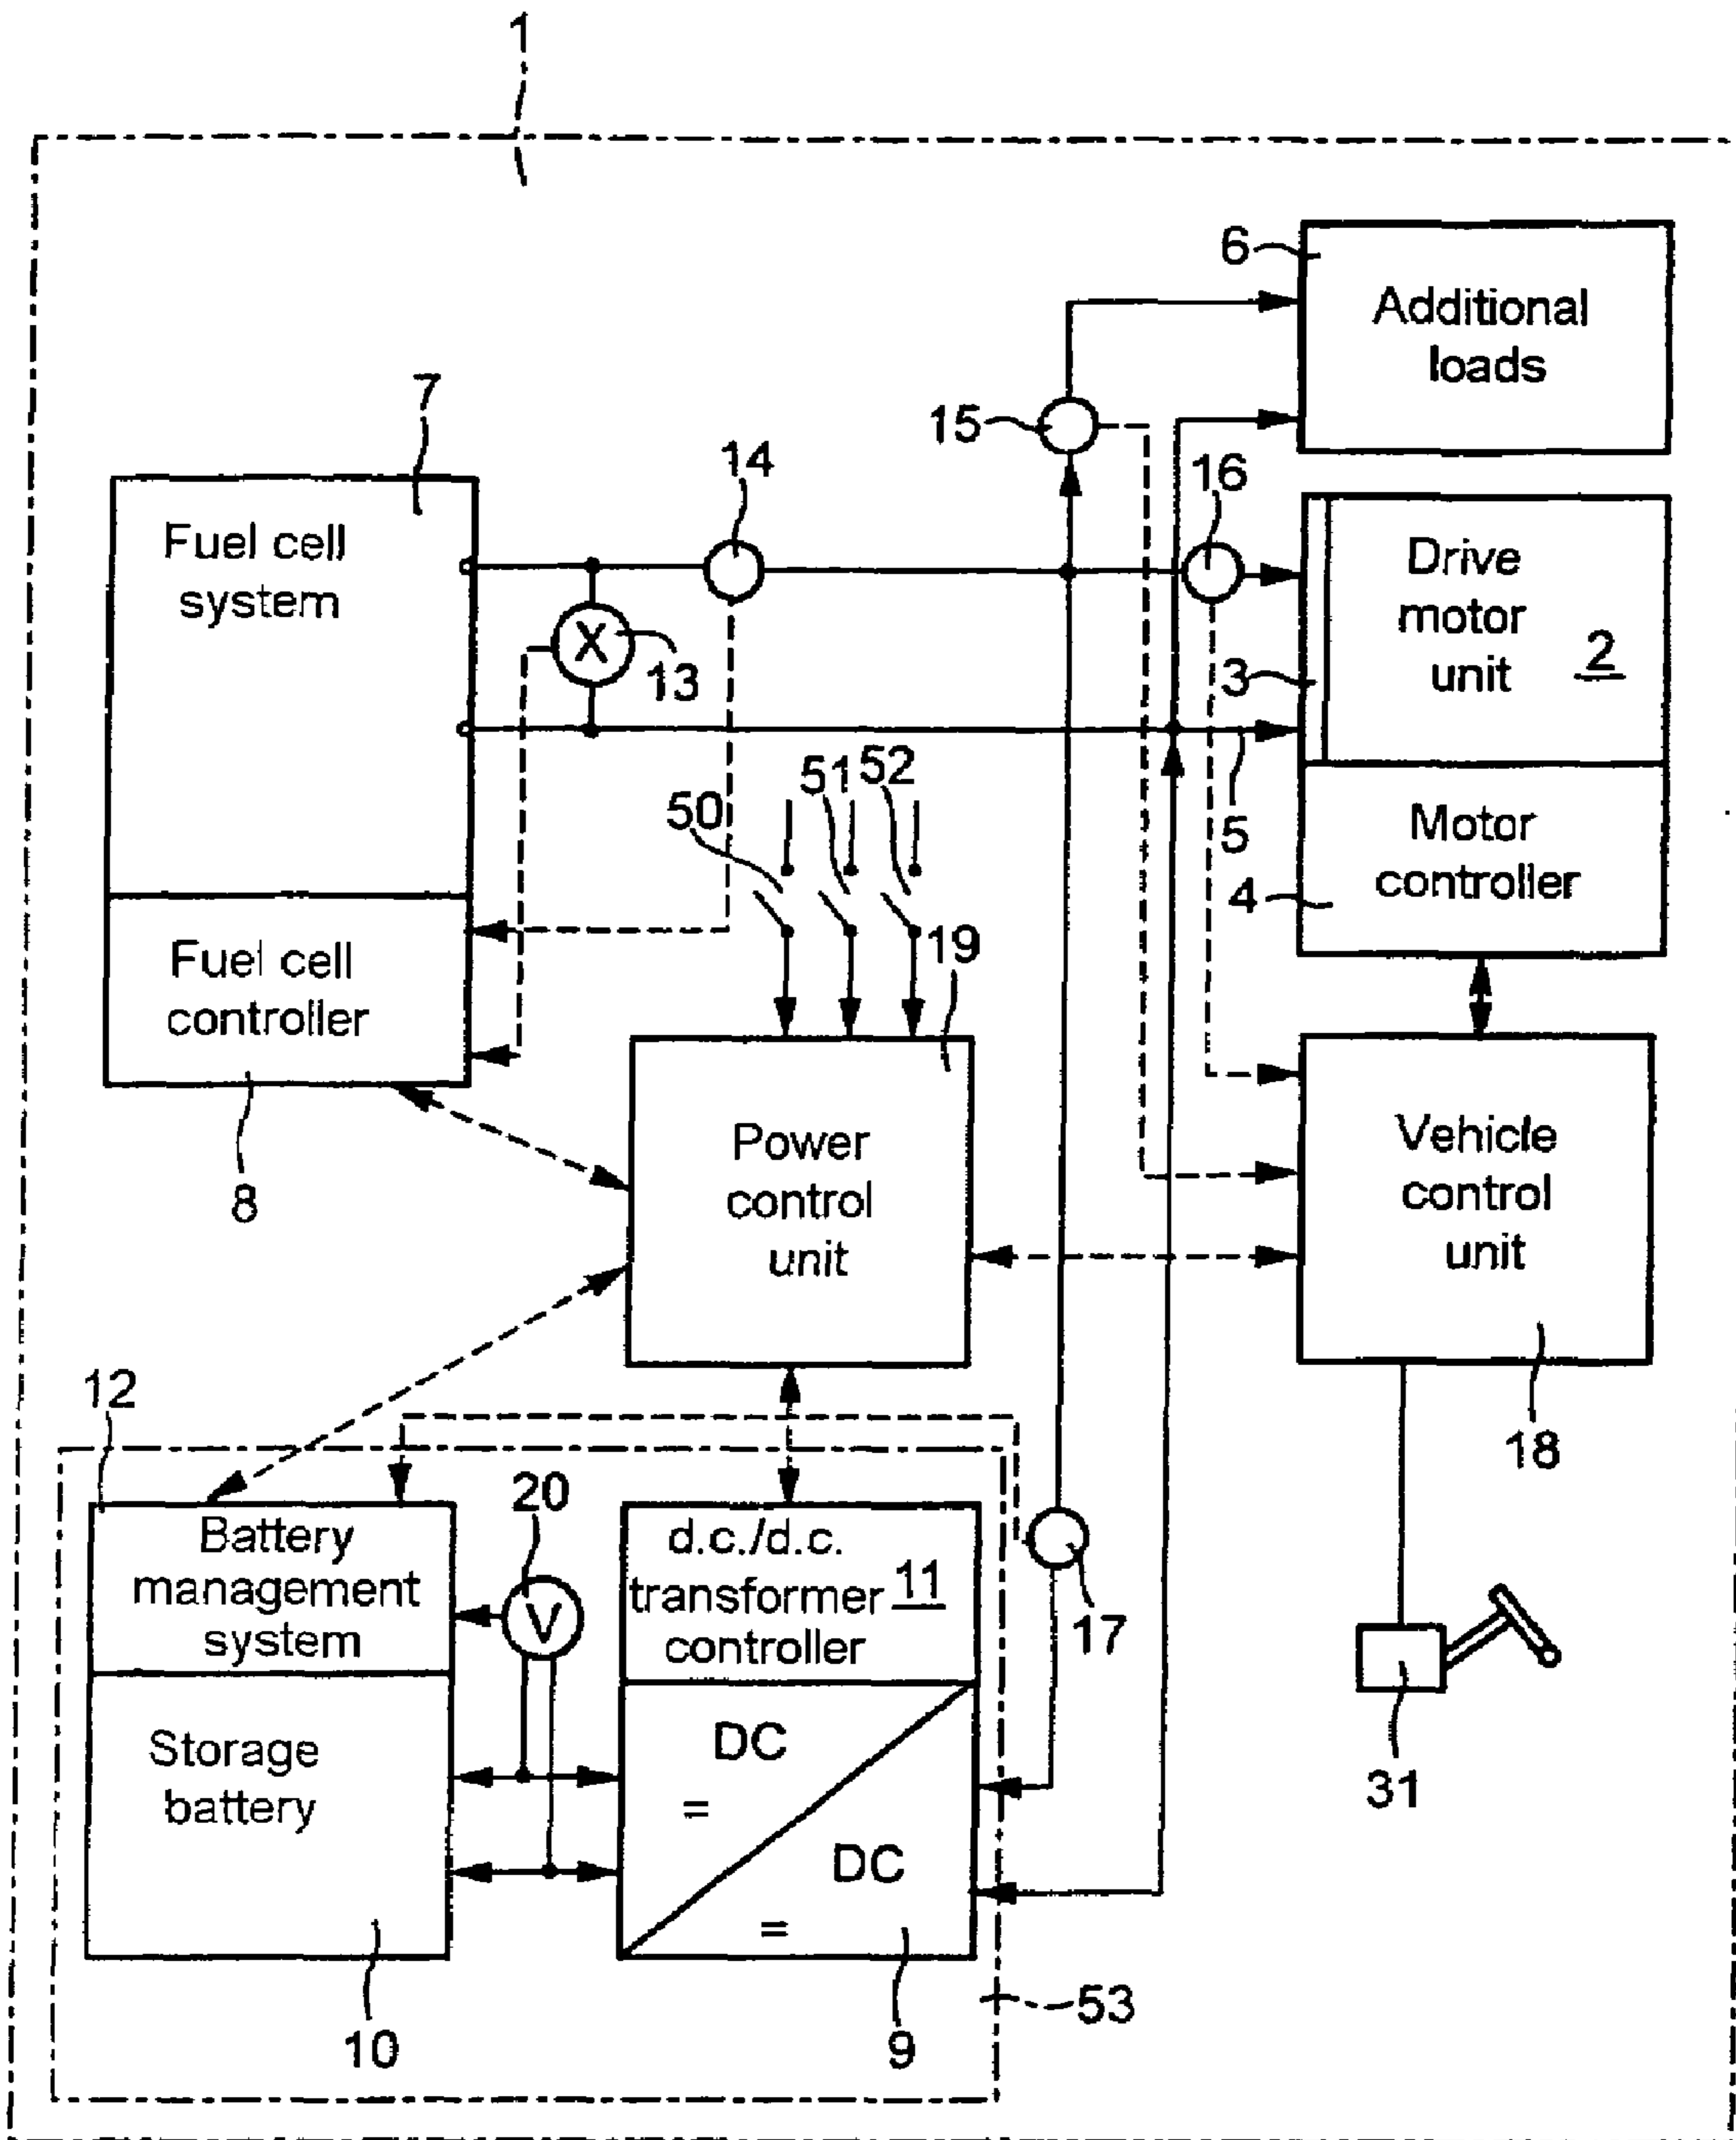 1
6
Additional
loads
7
15
14
16
Fuel cell
system
Drive
motor
unit
2
X
13
3
50
51
52
5
Motor
controller
4
19
Fuel cell
controller
8
Power
control
unit
Vehicle
control
unit
18
12
20
Battery
management
system
V
d.c./d.c.
transformer
controller
11
17
Storage
battery
DC
=
DC
=
31
10
9
53